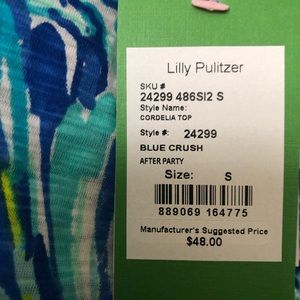 Lilly Pulitzer
SKU #
24299 486SI2 S
Style Name:
CORDELIA TOP
Style #: 24299
BLUE CRUSH
AFTER PARTY
Size: S
889069 164775
Manufacturer's Suggested Price
$48.00